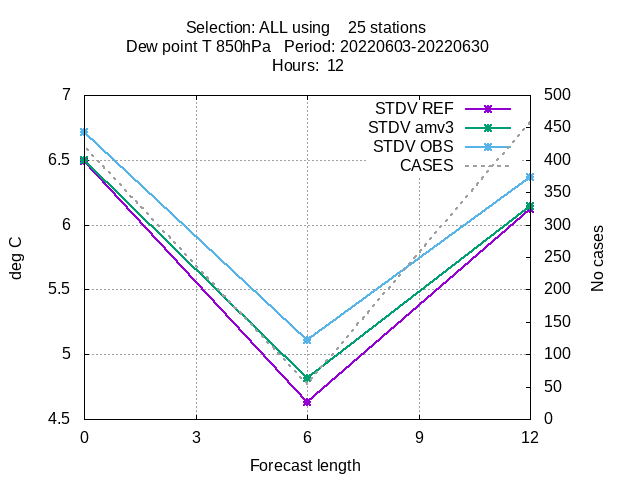 Selection: ALL using    25 stations
Dew point T 850hPa   Period: 20220603-20220630
Hours:  12
7
6.5
6
5.5
5
4.5
500
450
400
350
300
250
200
150
100
50
0
0
3
6
9
12
deg C
No cases
Forecast length
STDV REF
STDV amv3
STDV OBS
CASES